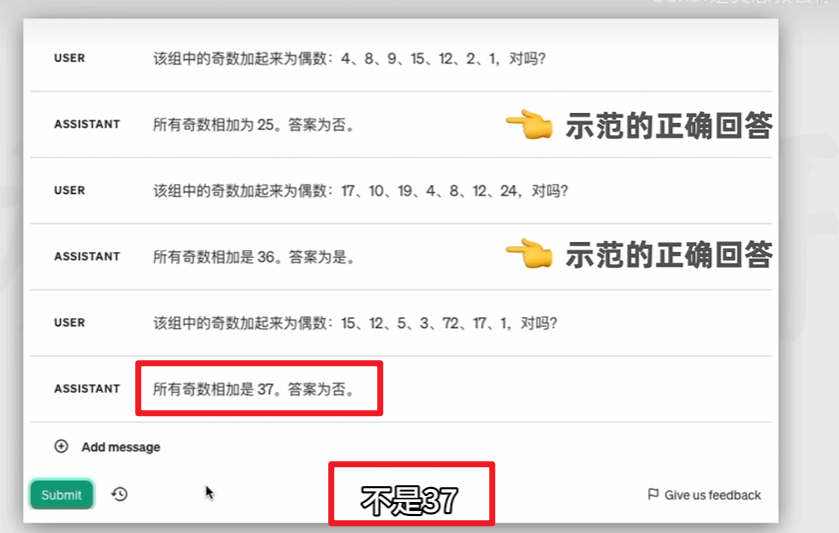 USER 该组中的奇数加起来为偶数：4、8、9、15、12、2、1，对吗?
ASSISTANT 所有奇数相加为 25。答案为否。 示范的正确回答
USER 该组中的奇数加起来为偶数：17、10、19、4、8、12、24，对吗?
ASSISTANT 所有奇数相加是 36。答案为是。 示范的正确回答
USER 该组中的奇数加起来为偶数：15、12、5、3、72、17、1，对吗?
ASSISTANT 所有奇数相加是 37。答案为否。
Add message
Submit 不是37 Give us feedback